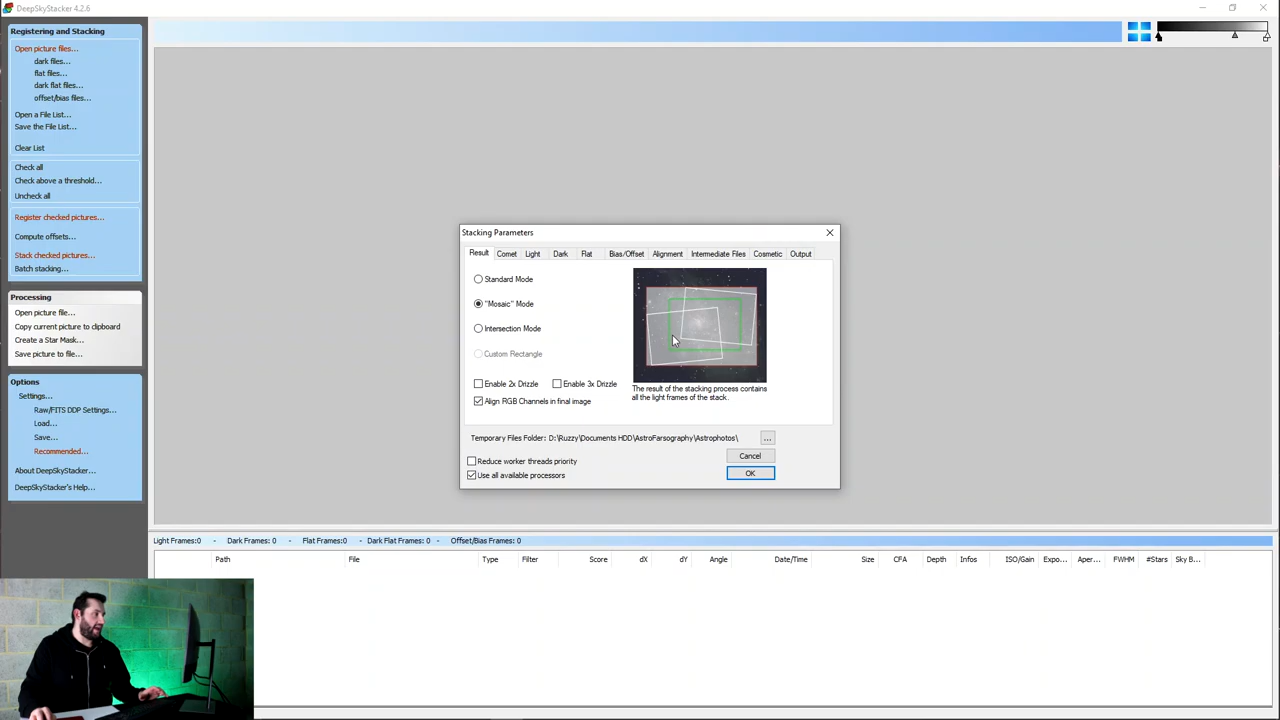 DeepSkyStacker 4.2.6
Registering and Stacking
Open picture files...
dark files...
flat files...
dark flat files...
offset/bias files...
Open a File List...
Save the File List...
Clear List
Check all
Check above a threshold...
Uncheck all
Register checked pictures...
Compute offsets...
Stack checked pictures...
Batch stacking...
Processing
Open picture file...
Copy current picture to clipboard
Create a Star Mask...
Save picture to file...
Options
Settings...
Raw/FITS DDP Settings...
Load...
Save...
Recommended...
About DeepSkyStacker...
DeepSkyStacker's Help...
Stacking Parameters
Result Comet Light Dark Flat Bias/Offset Alignment Intermediate Files Cosmetic Output
Standard Mode
"Mosaic" Mode
Intersection Mode
Custom Rectangle
Enable 2x Drizzle Enable 3x Drizzle
Align RGB Channels in final image
The result of the stacking process contains
all the light frames of the stack.
Temporary Files Folder: D:\Ruzzy\Documents HDD\AstroFarsography\Astrophotos\ ...
Reduce worker threads priority
Use all available processors
Cancel
OK
Light Frames:0 - Dark Frames: 0 - Flat Frames:0 - Dark Flat Frames: 0 - Offset/Bias Frames: 0
Path File Type Filter Score dX dY Angle Date/Time Size CFA Depth Infos ISO/Gain Expo... Aper... FWHM #Stars Sky B...